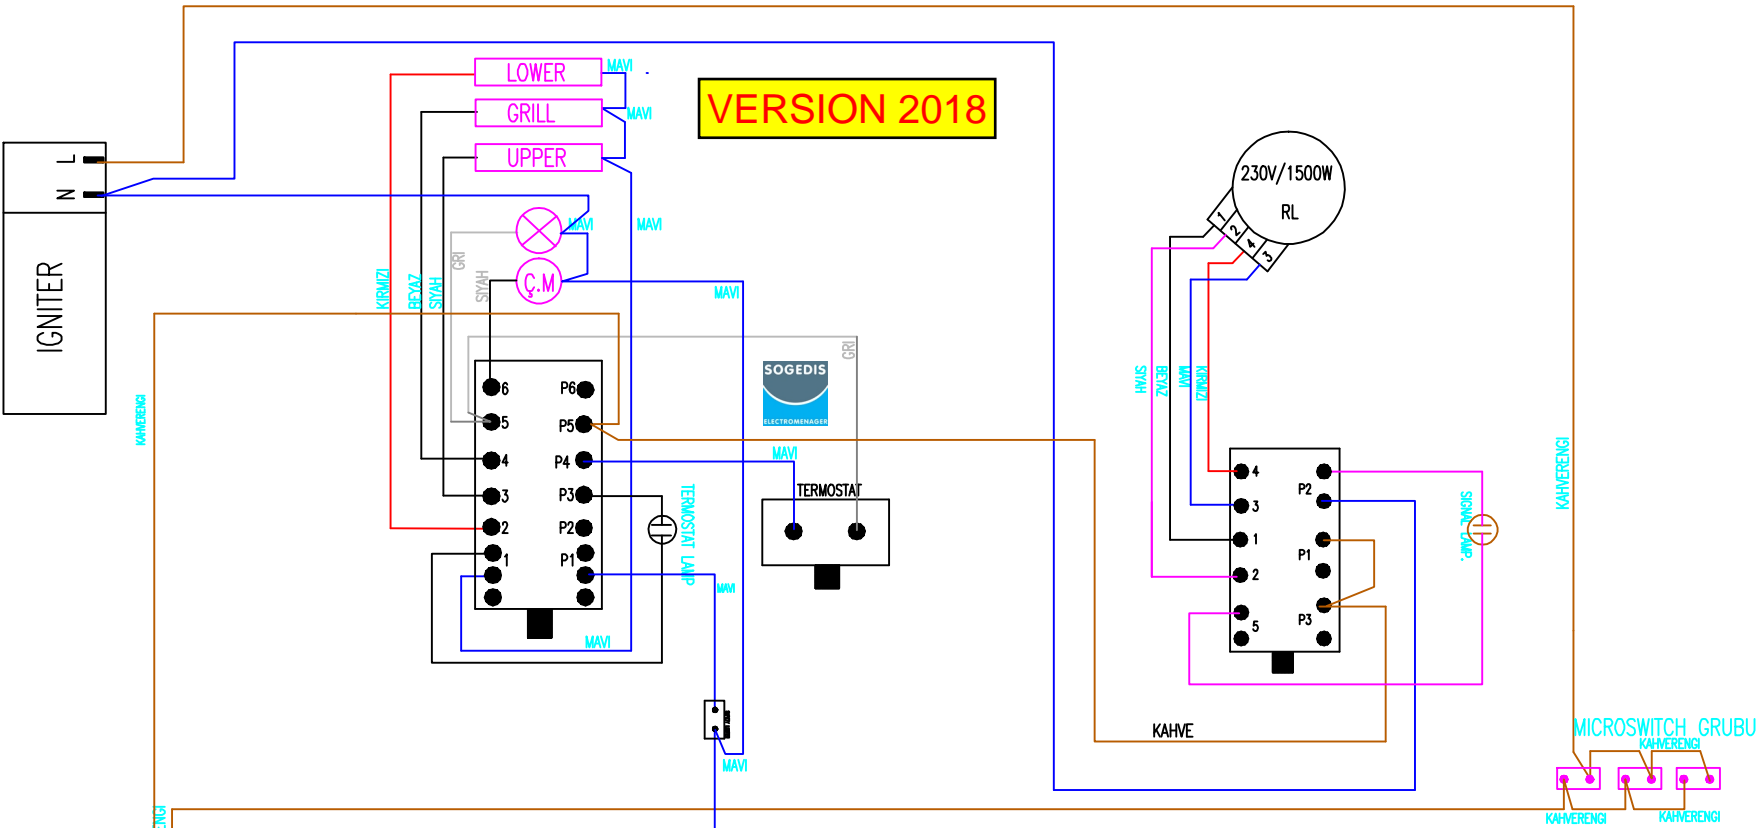 LOWER
MAVI
GRILL
MAVI
UPPER
VERSION 2018
L
N
IGNITER
MAVI
MAVI
GRI
SIYAH
KIRMIZI
BEYAZ
SIYAH
Ç.M
MAVI
KAHVERENGI
GRI
SOGEDIS
ELECTROMENAGER
6
P6
5
P5
4
P4
3
P3
2
P2
1
P1
MAVI
TERMOSTAT
TERMOSTAT LAMP
MAVI
MAVI
MAVI
230V/1500W
RL
1
2
4
3
SIYAH
BEYAZ
MAVI
KIRMIZI
4
P2
3
1
P1
2
P3
5
SIGNAL LAMP.
KAHVERENGI
KAHVE
MICROSWITCH GRUBU
KAHVERENGI
KAHVERENGI
KAHVERENGI